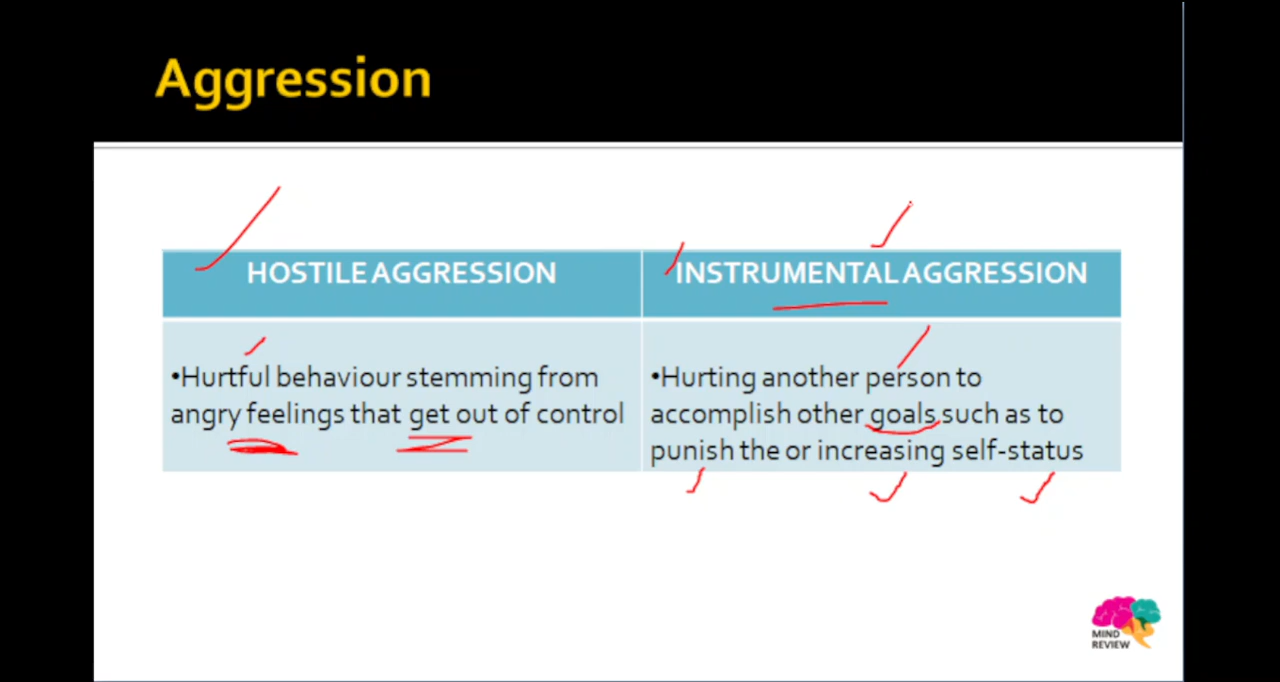 Aggression
HOSTILE AGGRESSION
INSTRUMENTAL AGGRESSION
•Hurtful behaviour stemming from
angry feelings that get out of control
•Hurting another person to
accomplish other goals such as to
punish the or increasing self-status
MIND
REVIEW